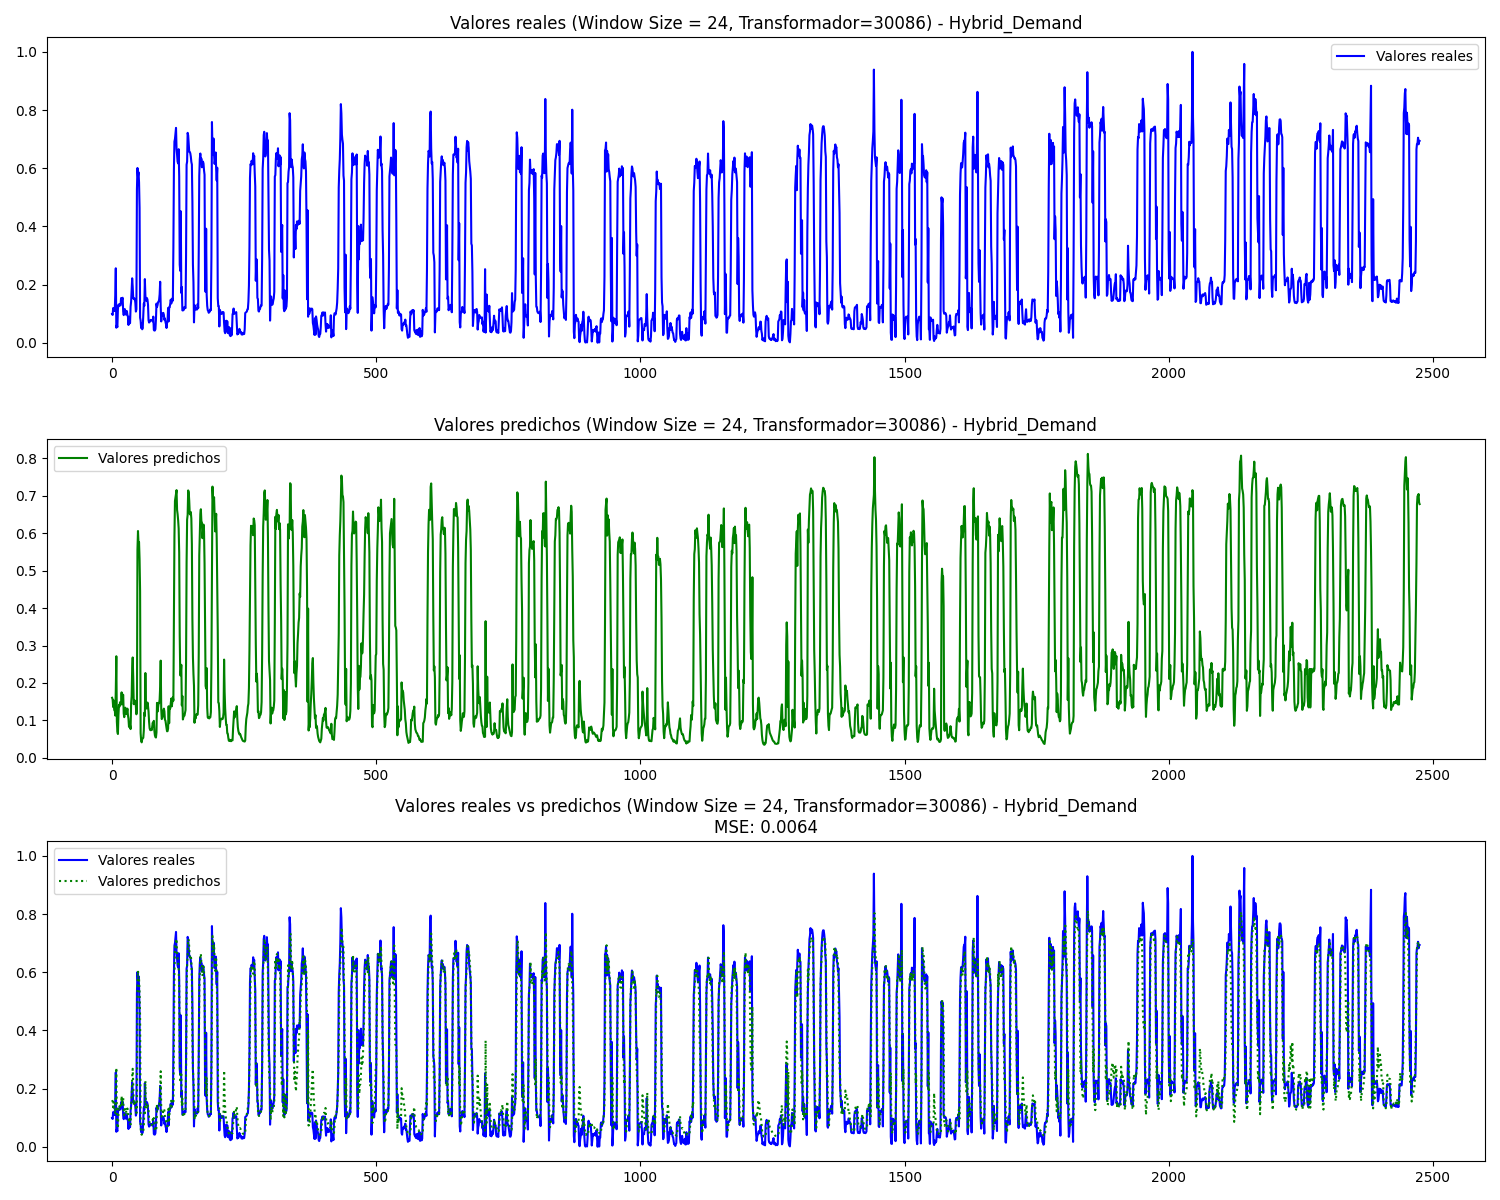 Valores reales (Window Size = 24, Transformador=30086) - Hybrid_Demand
1.0
0.8
0.6
0.4
0.2
0.0
Valores reales
0 500 1000 1500 2000 2500
Valores predichos (Window Size = 24, Transformador=30086) - Hybrid_Demand
0.8
0.7
0.6
0.5
0.4
0.3
0.2
0.1
0.0
Valores predichos
0 500 1000 1500 2000 2500
Valores reales vs predichos (Window Size = 24, Transformador=30086) - Hybrid_Demand
MSE: 0.0064
1.0
0.8
0.6
0.4
0.2
0.0
Valores reales
Valores predichos
0 500 1000 1500 2000 2500